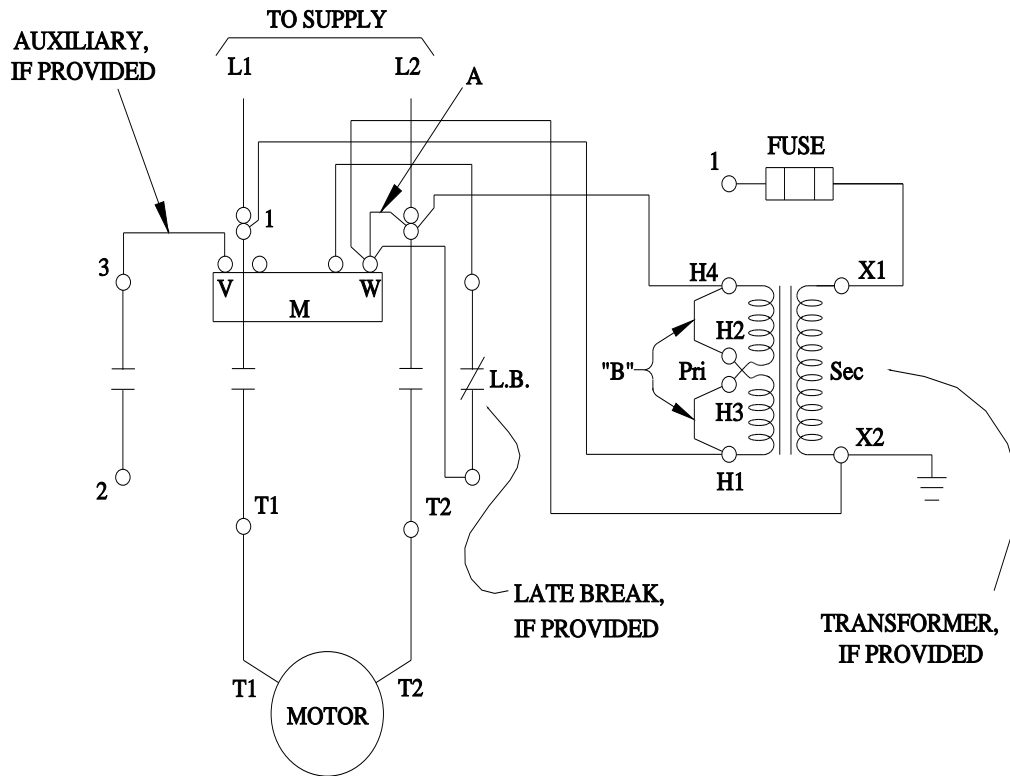 TO SUPPLY
AUXILIARY,
IF PROVIDED
L1
L2
A
1
FUSE
1
3
V
W
M
H4
X1
H2
"B"
Pri
Sec
L.B.
H3
X2
H1
2
T1
T2
LATE BREAK,
IF PROVIDED
TRANSFORMER,
IF PROVIDED
T1
T2
MOTOR